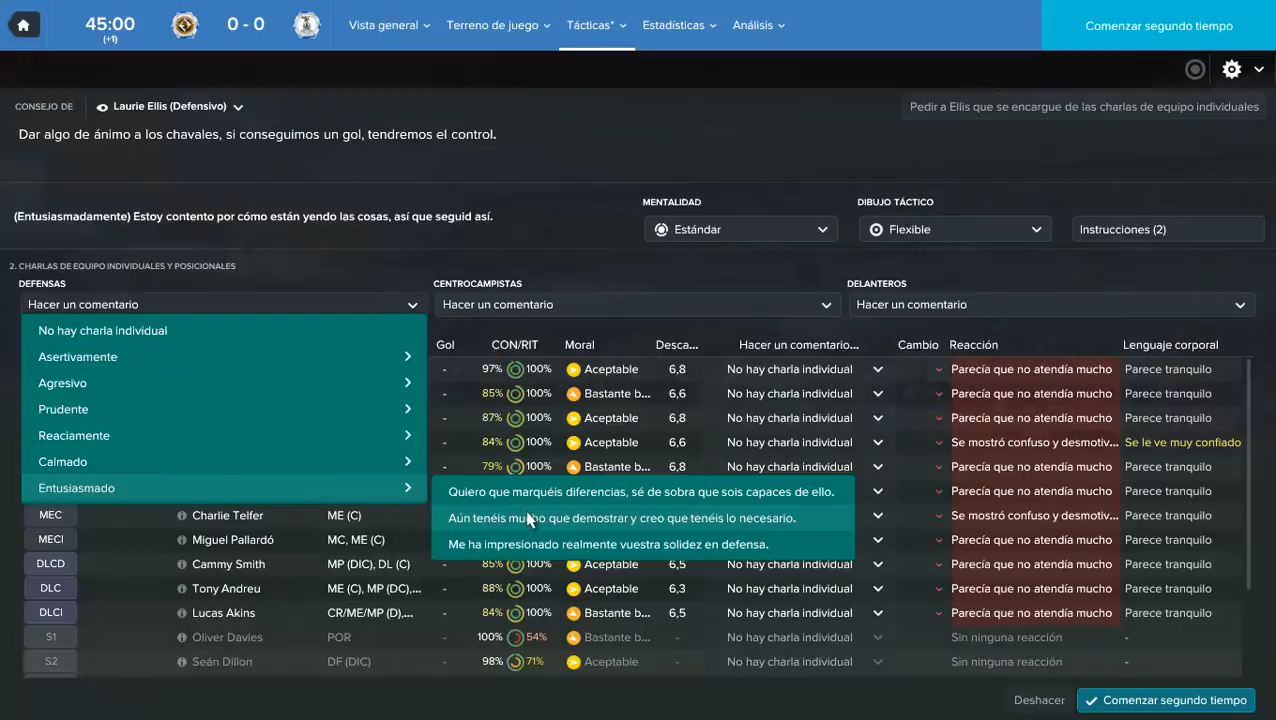 45:00
(+1)
0 - 0
Vista general
Terreno de juego
Tácticas*
Estadísticas
Análisis
Comenzar segundo tiempo
CONSEJO DE
Laurie Ellis (Defensivo)
Pedir a Ellis que se encargue de las charlas de equipo individuales
Dar algo de ánimo a los chavales, si conseguimos un gol, tendremos el control.
(Entusiasmadamente) Estoy contento por cómo están yendo las cosas, así que seguid así.
MENTALIDAD
Estándar
DIBUJO TÁCTICO
Flexible
Instrucciones (2)
2. CHARLAS DE EQUIPO INDIVIDUALES Y POSICIONALES
DEFENSAS
CENTROCAMPISTAS
DELANTEROS
Hacer un comentario
Hacer un comentario
Hacer un comentario
No hay charla individual
Asertivamente
Agresivo
Prudente
Reaciamente
Calmado
Entusiasmado
Quiero que marquéis diferencias, sé de sobra que sois capaces de ello.
Aún tenéis mucho que demostrar y creo que tenéis lo necesario.
Me ha impresionado realmente vuestra solidez en defensa.
Gol CON/RIT Moral Desca... Hacer un comentario... Cambio Reacción Lenguaje corporal
- 97% 100% Aceptable 6,8 No hay charla individual Parecía que no atendía mucho Parece tranquilo
- 85% 100% Bastante b... 6,6 No hay charla individual Parecía que no atendía mucho Parece tranquilo
- 87% 100% Aceptable 6,8 No hay charla individual Parecía que no atendía mucho Parece tranquilo
- 84% 100% Aceptable 6,6 No hay charla individual Se mostró confuso y desmotiv... Se le ve muy confiado
- 79% 100% Bastante b... 6,8 No hay charla individual Parecía que no atendía mucho Parece tranquilo
Parecía que no atendía mucho Parece tranquilo
MEC Charlie Telfer ME (C) Se mostró confuso y desmotiv... Parece tranquilo
MECI Miguel Pallardó MC, ME (C) Parecía que no atendía mucho Parece tranquilo
DLCD Cammy Smith MP (DIC), DL (C) 85% 100% Aceptable 6,5 No hay charla individual Parecía que no atendía mucho Parece tranquilo
DLC Tony Andreu ME (C), MP (DC),... - 88% 100% Aceptable 6,3 No hay charla individual Parecía que no atendía mucho Parece tranquilo
DLCI Lucas Akins CR/ME/MP (D),... - 84% 100% Bastante b... 6,5 No hay charla individual Parecía que no atendía mucho Parece tranquilo
S1 Oliver Davies POR - 100% 54% Bastante b... - No hay charla individual Sin ninguna reacción -
S2 Seán Dillon DF (DIC) - 98% 71% Aceptable - No hay charla individual Sin ninguna reacción -
Deshacer
Comenzar segundo tiempo